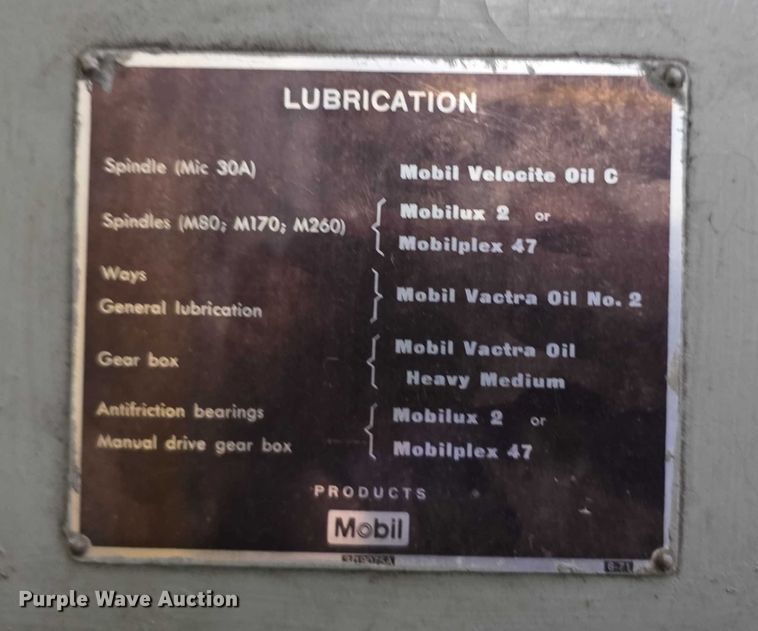 LUBRICATION
Spindle (Mic 30A) Mobil Velocite Oil C
Spindles (M80; M170; M260) Mobilux 2 or
Mobilplex 47
Ways
General lubrication Mobil Vactra Oil No. 2
Gear box Mobil Vactra Oil
Heavy Medium
Antifriction bearings Mobilux 2 or
Manual drive gear box Mobilplex 47
PRODUCTS
Mobil
6-71
Purple Wave Auction